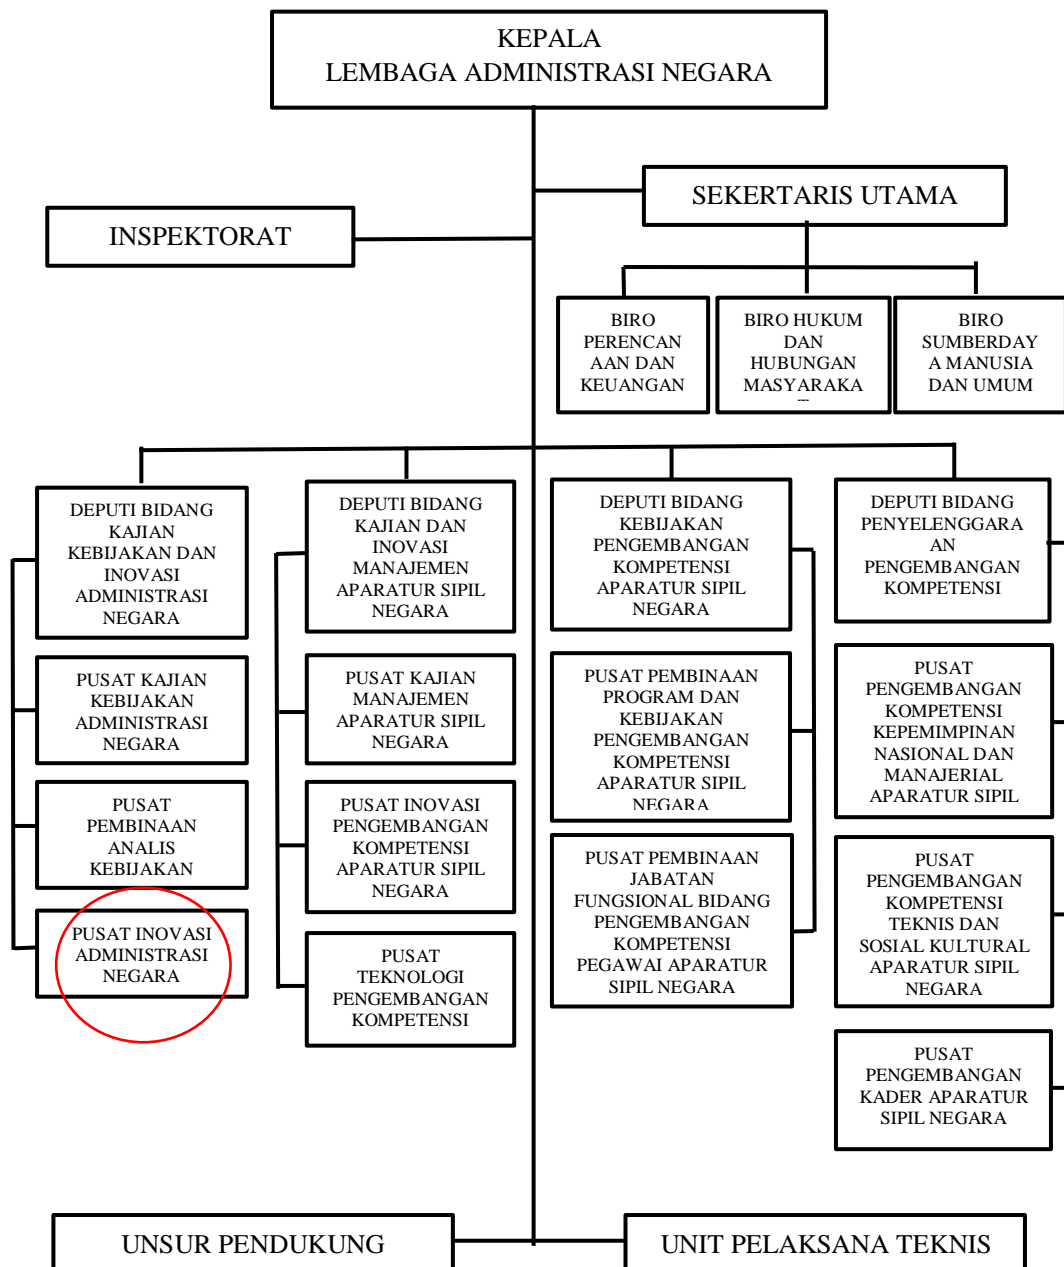 KEPALA
LEMBAGA ADMINISTRASI NEGARA
SEKERTARIS UTAMA
INSPEKTORAT
BIRO
PERENCAN
AAN DAN
KEUANGAN
BIRO HUKUM
DAN
HUBUNGAN
MASYARAKA
BIRO
SUMBERDAY
A MANUSIA
DAN UMUM
DEPUTI BIDANG
KAJIAN
KEBIJAKAN DAN
INOVASI
ADMINISTRASI
NEGARA
DEPUTI BIDANG
KAJIAN DAN
INOVASI
MANAJEMEN
APARATUR SIPIL
NEGARA
DEPUTI BIDANG
KEBIJAKAN
PENGEMBANGAN
KOMPETENSI
APARATUR SIPIL
NEGARA
DEPUTI BIDANG
PENYELENGGARA
AN
PENGEMBANGAN
KOMPETENSI
PUSAT KAJIAN
KEBIJAKAN
ADMINISTRASI
NEGARA
PUSAT KAJIAN
MANAJEMEN
APARATUR SIPIL
NEGARA
PUSAT PEMBINAAN
PROGRAM DAN
KEBIJAKAN
PENGEMBANGAN
KOMPETENSI
APARATUR SIPIL
NEGARA
PUSAT
PENGEMBANGAN
KOMPETENSI
KEPEMIMPINAN
NASIONAL DAN
MANAJERIAL
APARATUR SIPIL
PUSAT
PEMBINAAN
ANALIS
KEBIJAKAN
PUSAT INOVASI
PENGEMBANGAN
KOMPETENSI
APARATUR SIPIL
NEGARA
PUSAT PEMBINAAN
JABATAN
FUNGSIONAL BIDANG
PENGEMBANGAN
KOMPETENSI
PEGAWAI APARATUR
SIPIL NEGARA
PUSAT
PENGEMBANGAN
KOMPETENSI
TEKNIS DAN
SOSIAL KULTURAL
APARATUR SIPIL
NEGARA
PUSAT INOVASI
ADMINISTRASI
NEGARA
PUSAT
TEKNOLOGI
PENGEMBANGAN
KOMPETENSI
PUSAT
PENGEMBANGAN
KADER APARATUR
SIPIL NEGARA
UNSUR PENDUKUNG
UNIT PELAKSANA TEKNIS